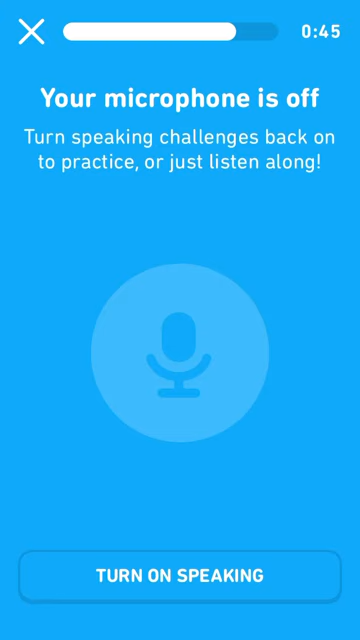 0:45
Your microphone is off
Turn speaking challenges back on
to practice, or just listen along!
TURN ON SPEAKING